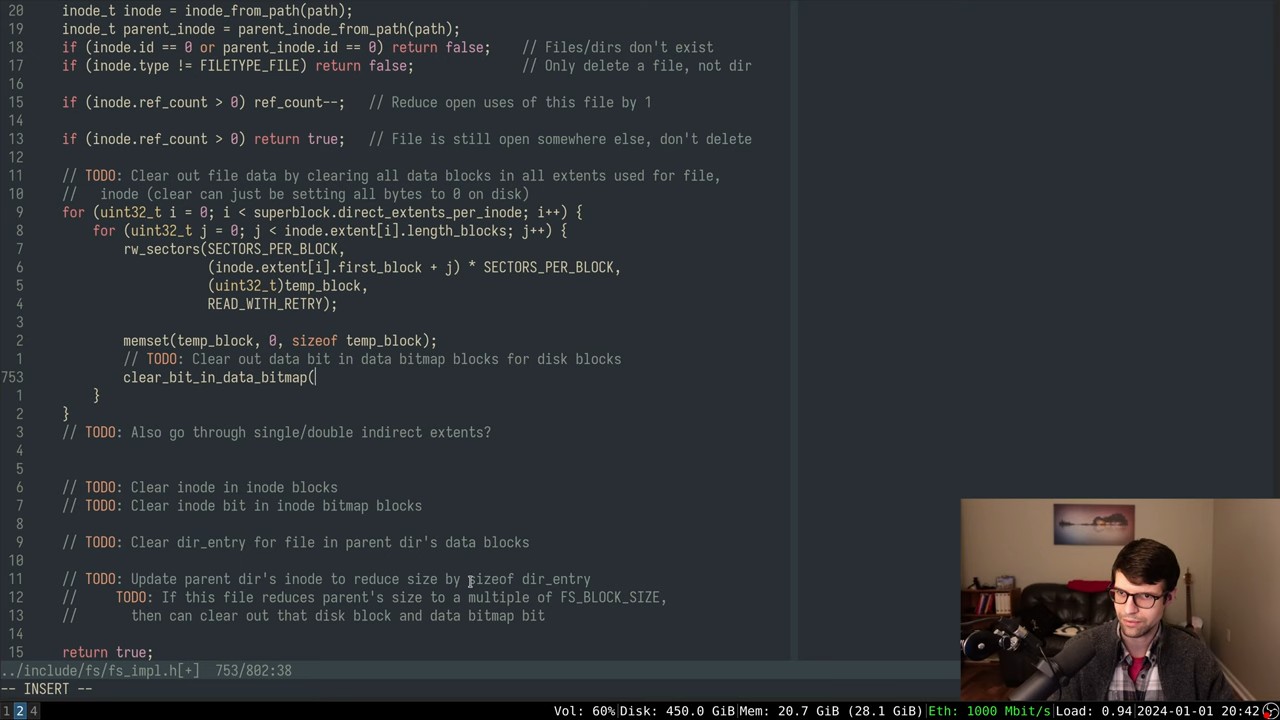 20    inode_t inode = inode_from_path(path);
19    inode_t parent_inode = parent_inode_from_path(path);
18    if (inode.id == 0 or parent_inode.id == 0) return false;    // Files/dirs don't exist
17    if (inode.type != FILETYPE_FILE) return false;              // Only delete a file, not dir
16
15    if (inode.ref_count > 0) ref_count--;   // Reduce open uses of this file by 1
14
13    if (inode.ref_count > 0) return true;   // File is still open somewhere else, don't delete
12
11    // TODO: Clear out file data by clearing all data blocks in all extents used for file,
10    //   inode (clear can just be setting all bytes to 0 on disk)
9    for (uint32_t i = 0; i < superblock.direct_extents_per_inode; i++) {
8        for (uint32_t j = 0; j < inode.extent[i].length_blocks; j++) {
7            rw_sectors(SECTORS_PER_BLOCK,
6                       (inode.extent[i].first_block + j) * SECTORS_PER_BLOCK,
5                       (uint32_t)temp_block,
4                       READ_WITH_RETRY);
3
2            memset(temp_block, 0, sizeof temp_block);
1            // TODO: Clear out data bit in data bitmap blocks for disk blocks
753            clear_bit_in_data_bitmap(
1        }
2    }
3    // TODO: Also go through single/double indirect extents?
4
5
6    // TODO: Clear inode in inode blocks
7    // TODO: Clear inode bit in inode bitmap blocks
8
9    // TODO: Clear dir_entry for file in parent dir's data blocks
10
11    // TODO: Update parent dir's inode to reduce size by sizeof dir_entry
12    //     TODO: If this file reduces parent's size to a multiple of FS_BLOCK_SIZE,
13    //       then can clear out that disk block and data bitmap bit
14
15    return true;
../include/fs/fs_impl.h[+]  753/802:38
-- INSERT --
1 2 4 Vol: 60%|Disk: 450.0 GiB|Mem: 20.7 GiB (28.1 GiB)|Eth: 1000 Mbit/s|Load: 0.94|2024-01-01 20:42